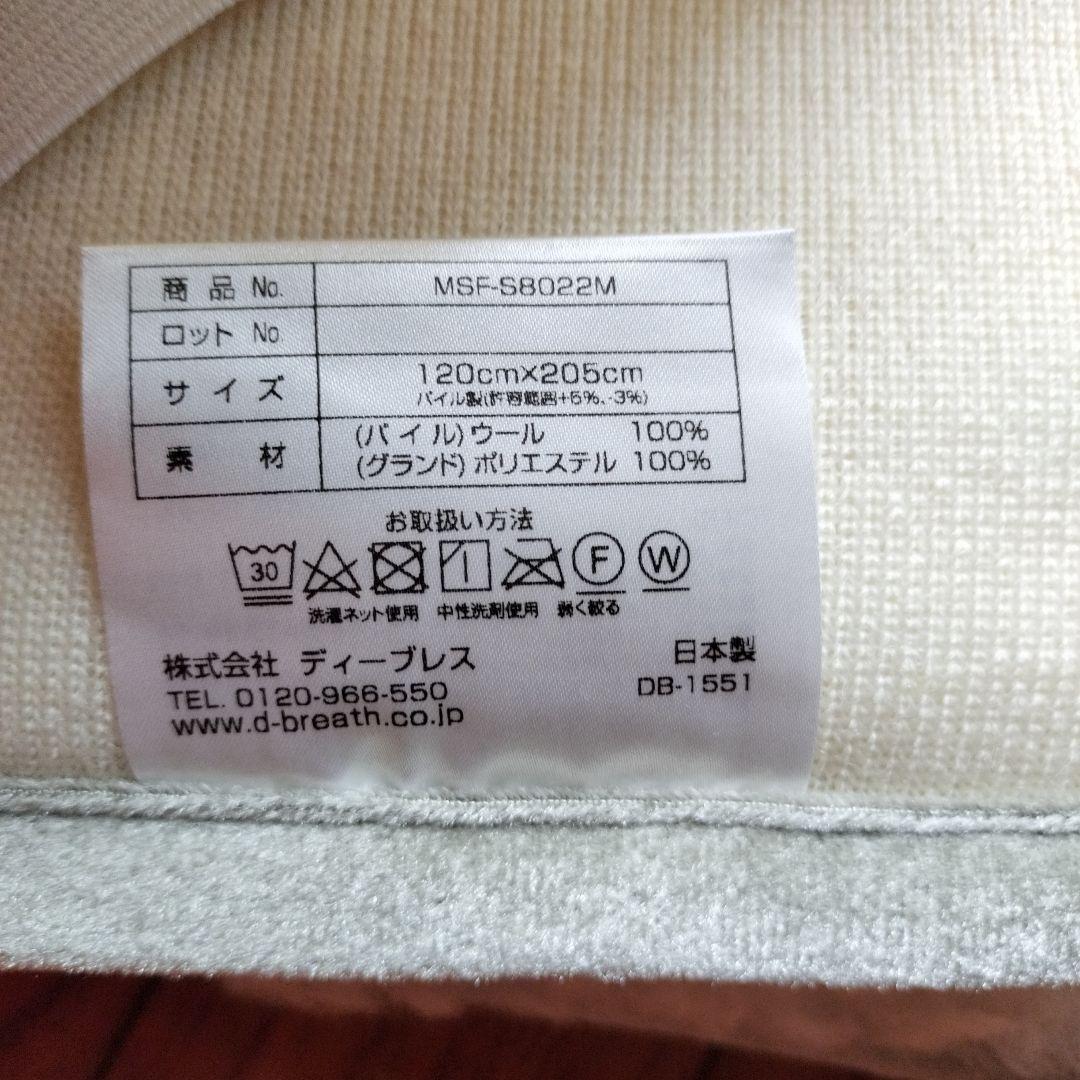 商品 No. MSF-S8022M
ロット No.
サイズ 120cm×205cm
パイル製(許容範囲+5%、-3%)
素材 (パイル)ウール 100%
(グランド)ポリエステル 100%
お取扱い方法
30 F W
洗濯ネット使用 中性洗剤使用 弱く絞る
株式会社 ディーブレス 日本製
TEL. 0120-966-550 DB-1551
www.d-breath.co.jp